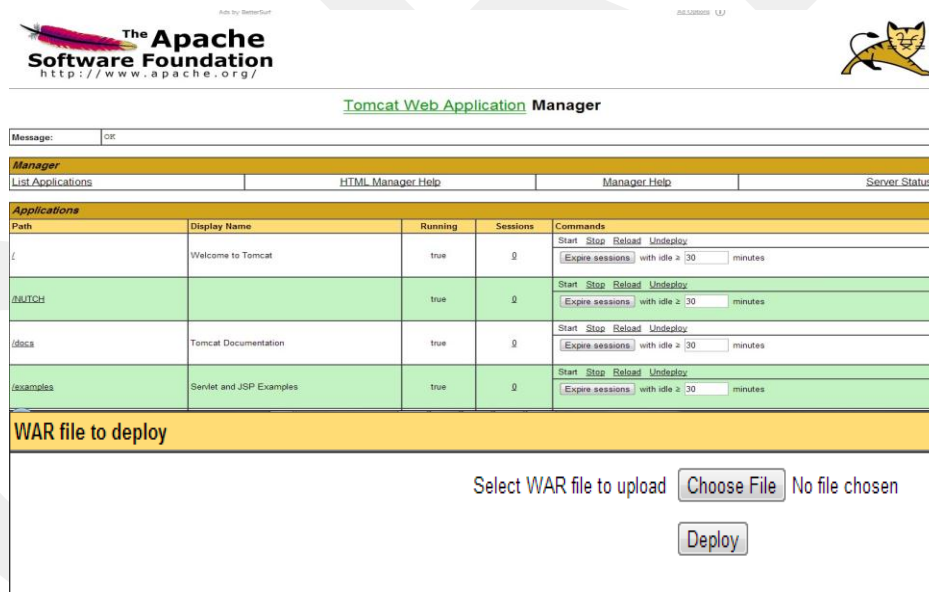 Ads by BetterSurf
Ad Options
The Apache
Software Foundation
http://www.apache.org/
Tomcat Web Application Manager
Message: OK
Manager
List Applications HTML Manager Help Manager Help Server Status
Applications
Path Display Name Running Sessions Commands
Start Stop Reload Undeploy
/ Welcome to Tomcat true 0 Expire sessions with idle ≥ 30 minutes
Start Stop Reload Undeploy
/NUTCH true 0 Expire sessions with idle ≥ 30 minutes
Start Stop Reload Undeploy
/docs Tomcat Documentation true 0 Expire sessions with idle ≥ 30 minutes
Start Stop Reload Undeploy
/examples Servlet and JSP Examples true 0 Expire sessions with idle ≥ 30 minutes
WAR file to deploy
Select WAR file to upload Choose File No file chosen
Deploy